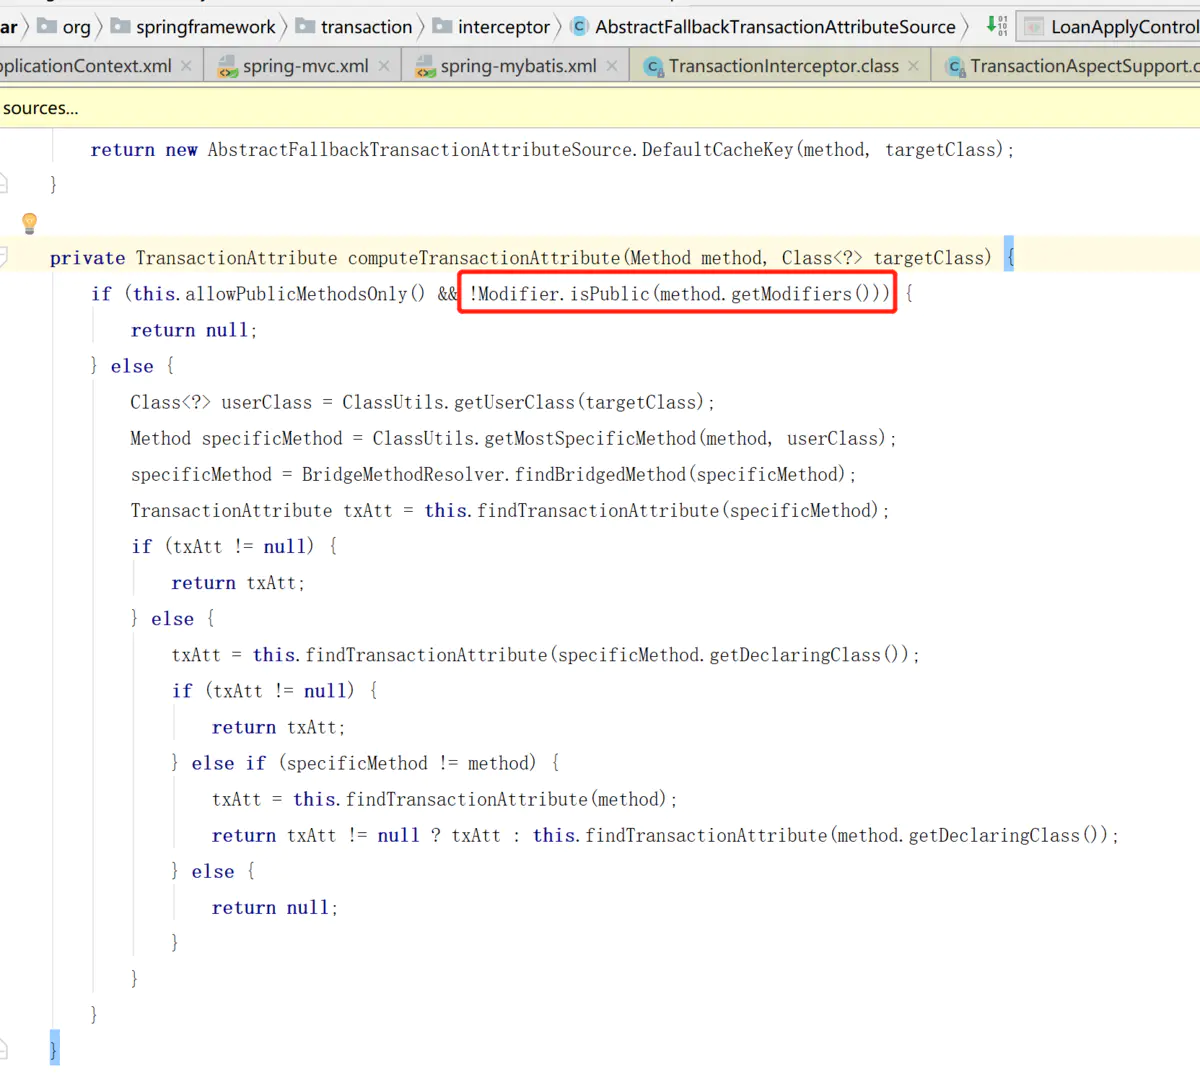 ar org springframework transaction interceptor AbstractFallbackTransactionAttributeSource LoanApplyControl
plicationContext.xml spring-mvc.xml spring-mybatis.xml TransactionInterceptor.class TransactionAspectSupport.c
sources...
return new AbstractFallbackTransactionAttributeSource.DefaultCacheKey(method, targetClass);
}
private TransactionAttribute computeTransactionAttribute(Method method, Class<?> targetClass) {
if (this.allowPublicMethodsOnly() && !Modifier.isPublic(method.getModifiers())) {
return null;
} else {
Class<?> userClass = ClassUtils.getUserClass(targetClass);
Method specificMethod = ClassUtils.getMostSpecificMethod(method, userClass);
specificMethod = BridgeMethodResolver.findBridgedMethod(specificMethod);
TransactionAttribute txAtt = this.findTransactionAttribute(specificMethod);
if (txAtt != null) {
return txAtt;
} else {
txAtt = this.findTransactionAttribute(specificMethod.getDeclaringClass());
if (txAtt != null) {
return txAtt;
} else if (specificMethod != method) {
txAtt = this.findTransactionAttribute(method);
return txAtt != null ? txAtt : this.findTransactionAttribute(method.getDeclaringClass());
} else {
return null;
}
}
}
}